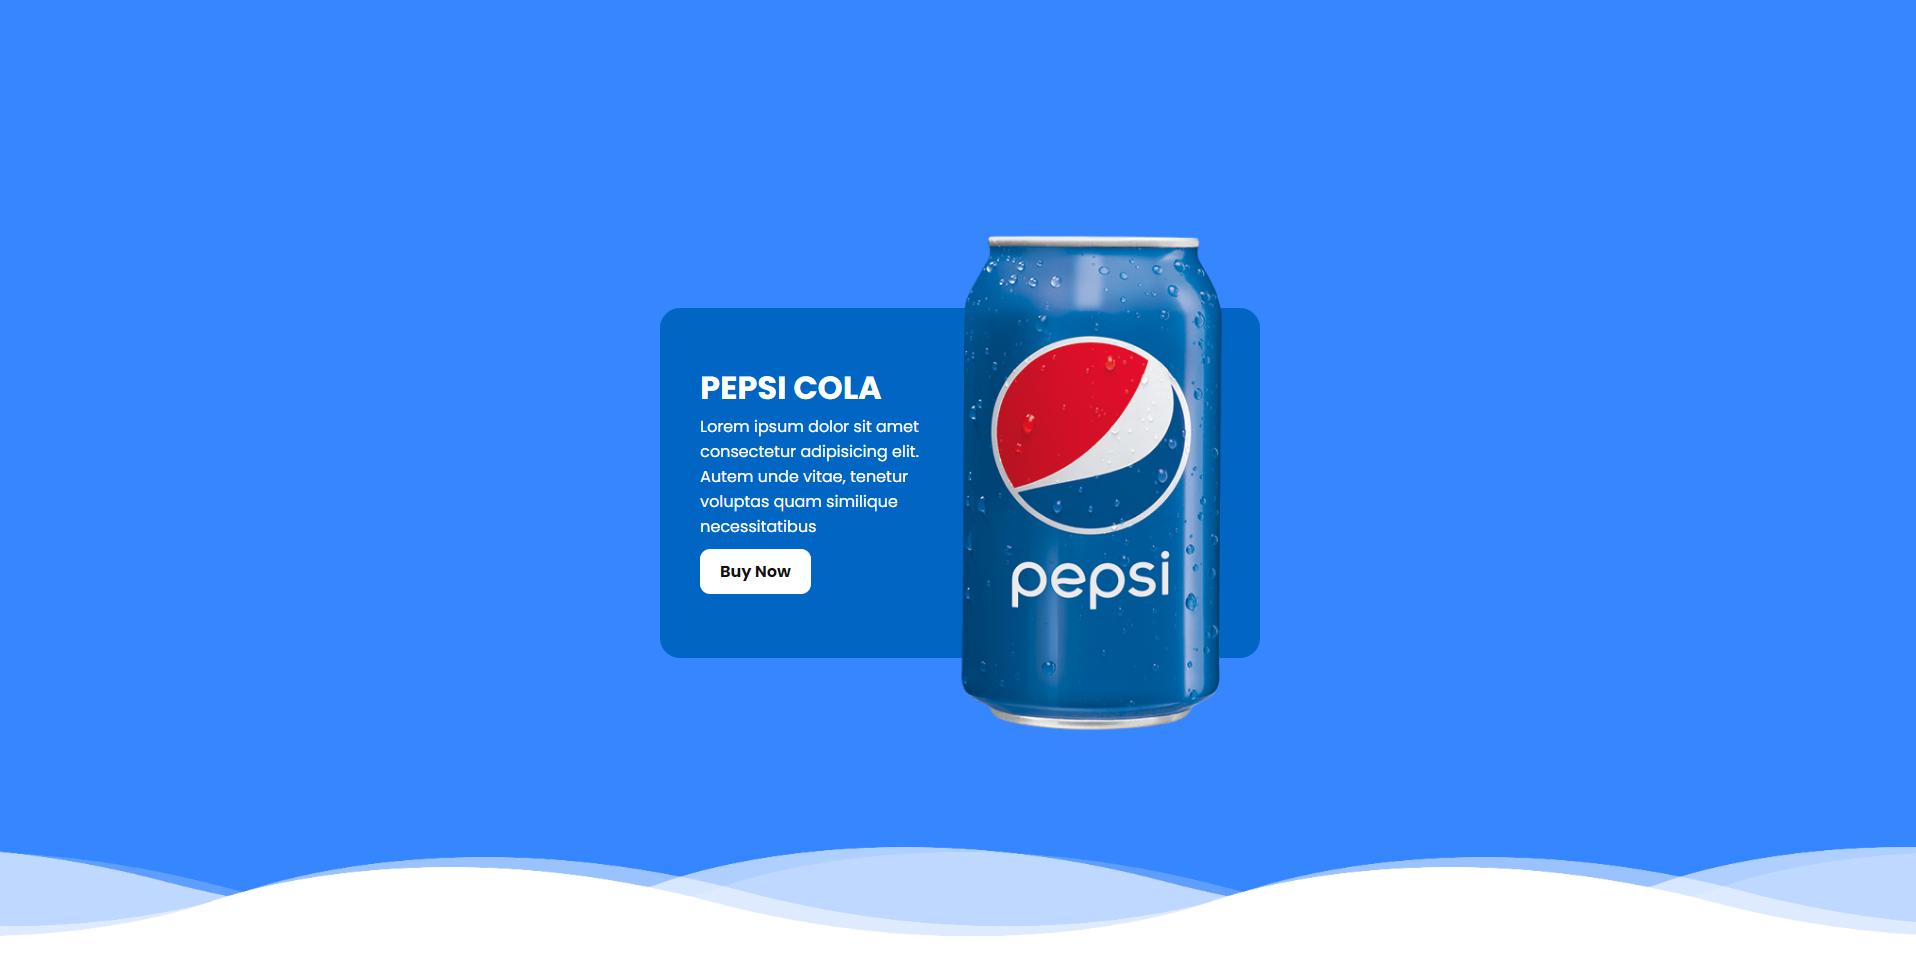 PEPSI COLA
Lorem ipsum dolor sit amet
consectetur adipisicing elit.
Autem unde vitae, tenetur
voluptas quam similique
necessitatibus
Buy Now
pepsi